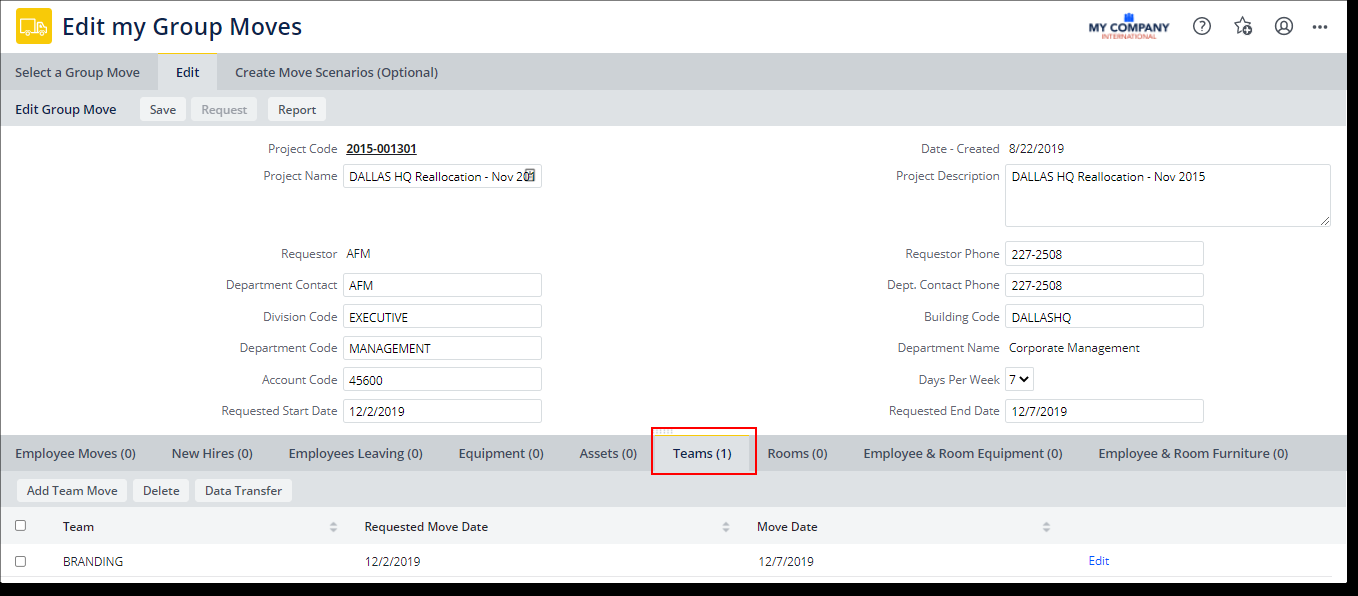 Edit my Group Moves
MY COMPANY
INTERNATIONAL
Select a Group Move Edit Create Move Scenarios (Optional)
Edit Group Move Save Request Report
Project Code 2015-001301 Date - Created 8/22/2019
Project Name DALLAS HQ Reallocation - Nov 201 Project Description DALLAS HQ Reallocation - Nov 2015
Requestor AFM Requestor Phone 227-2508
Department Contact AFM Dept. Contact Phone 227-2508
Division Code EXECUTIVE Building Code DALLASHQ
Department Code MANAGEMENT Department Name Corporate Management
Account Code 45600 Days Per Week 7
Requested Start Date 12/2/2019 Requested End Date 12/7/2019
Employee Moves (0) New Hires (0) Employees Leaving (0) Equipment (0) Assets (0) Teams (1) Rooms (0) Employee & Room Equipment (0) Employee & Room Furniture (0)
Add Team Move Delete Data Transfer
Team Requested Move Date Move Date
BRANDING 12/2/2019 12/7/2019 Edit